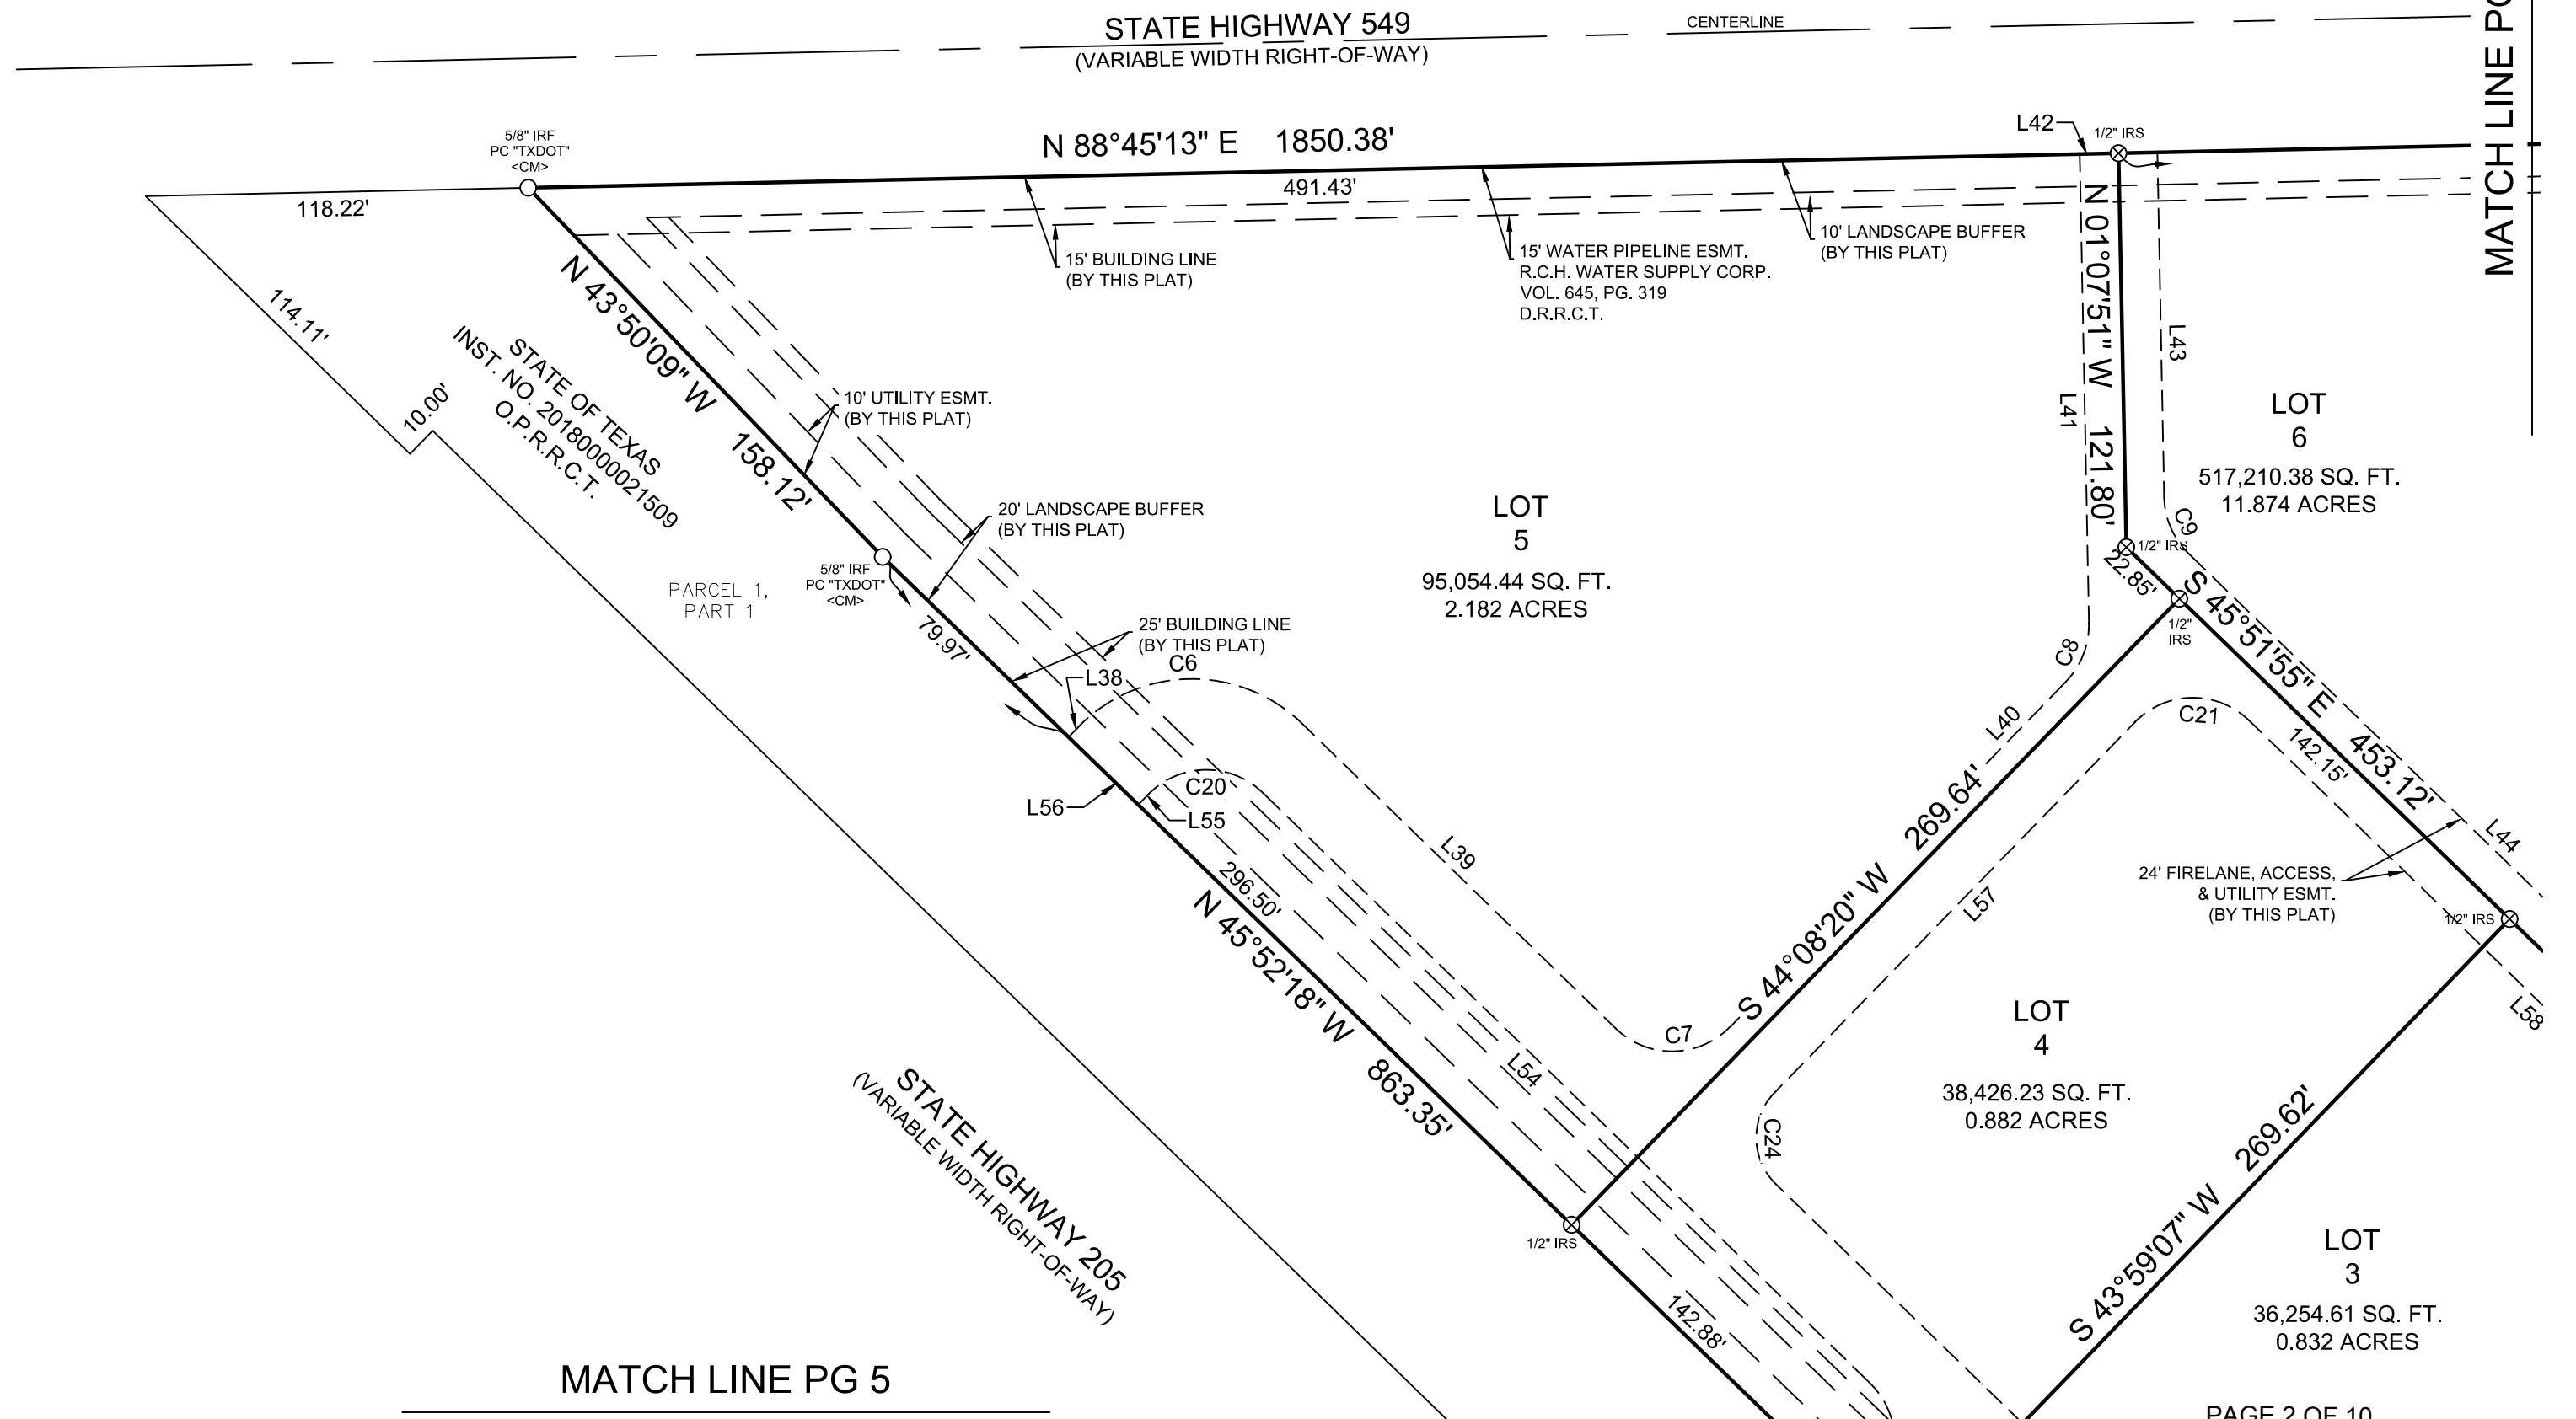 STATE HIGHWAY 549
(VARIABLE WIDTH RIGHT-OF-WAY)
CENTERLINE
5/8" IRF
PC "TXDOT"
<CM>
N 88°45'13" E 1850.38'
L42
1/2" IRS
118.22'
491.43'
15' BUILDING LINE
(BY THIS PLAT)
15' WATER PIPELINE ESMT.
R.C.H. WATER SUPPLY CORP.
VOL. 645, PG. 319
D.R.R.C.T.
10' LANDSCAPE BUFFER
(BY THIS PLAT)
N 01°07'51" W 121.80'
L41
L43
114.11'
10.00'
STATE OF TEXAS
INST. NO. 20180000021509
O.P.R.R.C.T.
N 43°50'09" W 158.12'
10' UTILITY ESMT.
(BY THIS PLAT)
20' LANDSCAPE BUFFER
(BY THIS PLAT)
LOT
5
95,054.44 SQ. FT.
2.182 ACRES
LOT
6
517,210.38 SQ. FT.
11.874 ACRES
C9
1/2" IRS
22.85'
1/2"
IRS
PARCEL 1,
PART 1
5/8" IRF
PC "TXDOT"
<CM>
79.97'
25' BUILDING LINE
(BY THIS PLAT)
C6
L38
C8
L40
S 45°51'55" E 453.12'
C21
142.15'
L56
C20
L55
L39
S 44°08'20" W 269.64'
L57
24' FIRELANE, ACCESS,
& UTILITY ESMT.
(BY THIS PLAT)
L44
1/2" IRS
L58
296.50'
N 45°52'18" W 863.35'
C7
L54
C24
LOT
4
38,426.23 SQ. FT.
0.882 ACRES
S 43°59'07" W 269.62'
STATE HIGHWAY 205
(VARIABLE WIDTH RIGHT-OF-WAY)
1/2" IRS
142.88'
LOT
3
36,254.61 SQ. FT.
0.832 ACRES
MATCH LINE PG 5
MATCH LINE PG
PAGE 2 OF 10